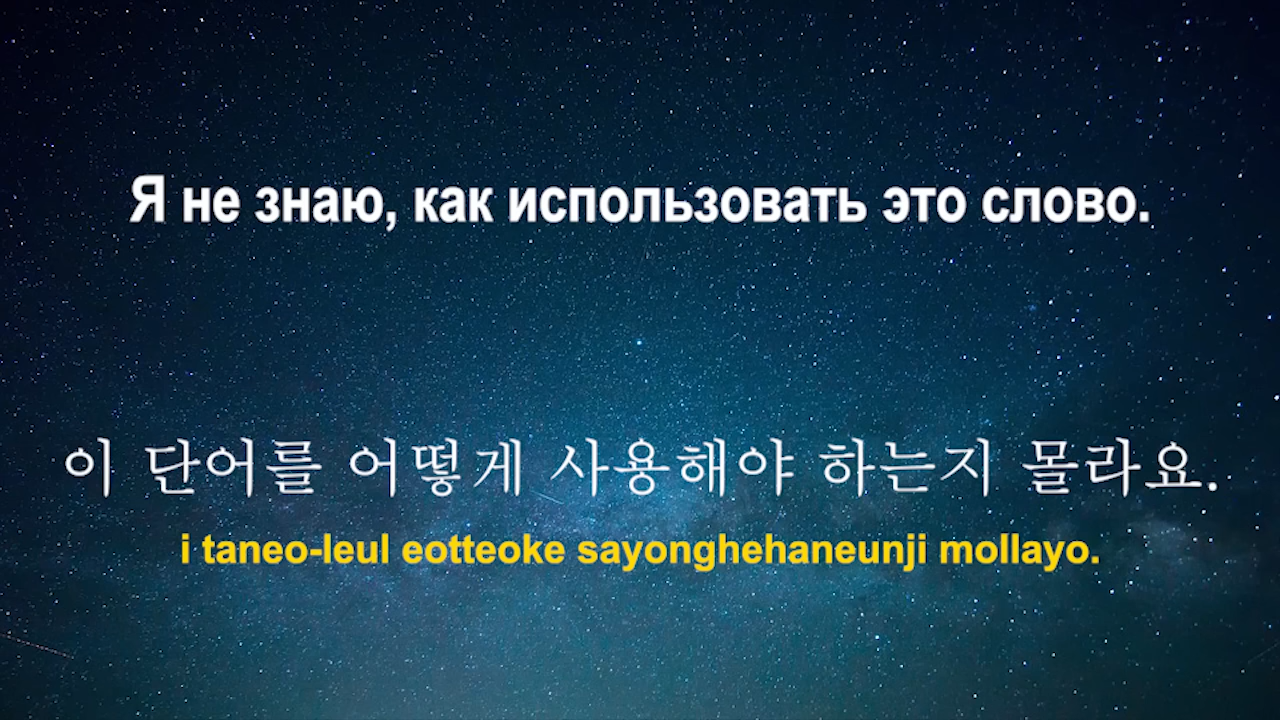 Я не знаю, как использовать это слово.
이 단어를 어떻게 사용해야 하는지 몰라요.
i taneo-leul eotteoke sayonghehaneunji mollayo.